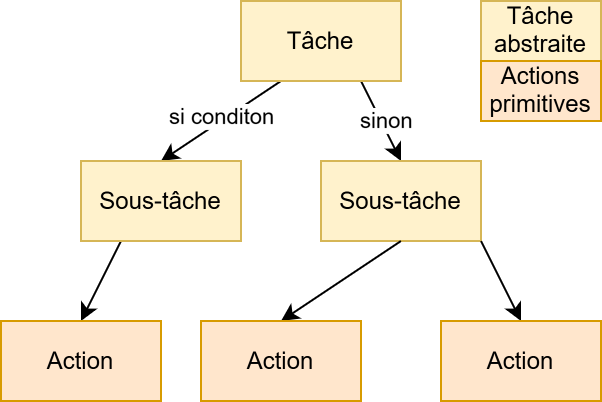 Tâche
Tâche
abstraite
Actions
primitives
si conditon
sinon
Sous-tâche
Sous-tâche
Action
Action
Action